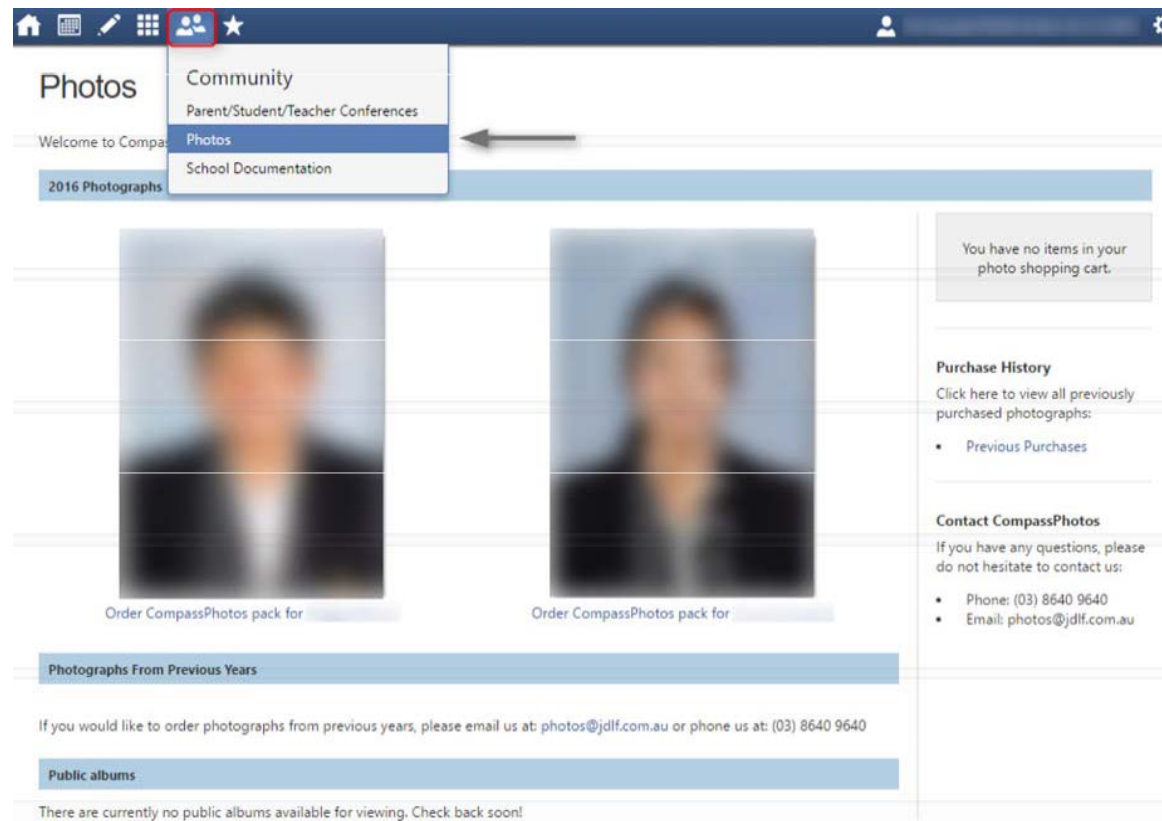 Photos
Community
Parent/Student/Teacher Conferences
Photos
School Documentation
Welcome to Compas
2016 Photographs
You have no items in your
photo shopping cart.
Order CompassPhotos pack for
Order CompassPhotos pack for
Purchase History
Click here to view all previously
purchased photographs:
• Previous Purchases
Contact CompassPhotos
If you have any questions, please
do not hesitate to contact us:
• Phone: (03) 8640 9640
• Email: photos@jdlf.com.au
Photographs From Previous Years
If you would like to order photographs from previous years, please email us at: photos@jdlf.com.au or phone us at: (03) 8640 9640
Public albums
There are currently no public albums available for viewing. Check back soon!